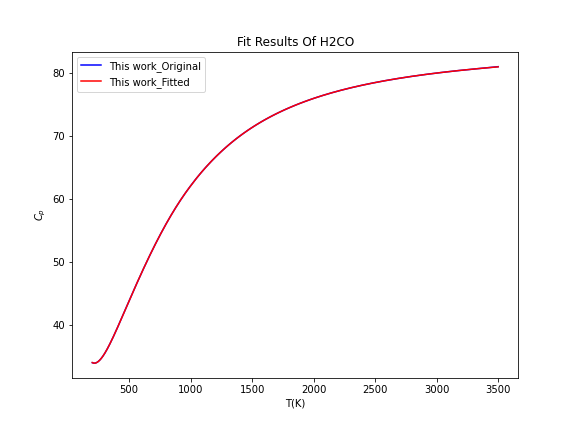 Fit Results Of H2CO
This work_Original
This work_Fitted
80
70
60
50
40
C_p
500 1000 1500 2000 2500 3000 3500
T(K)